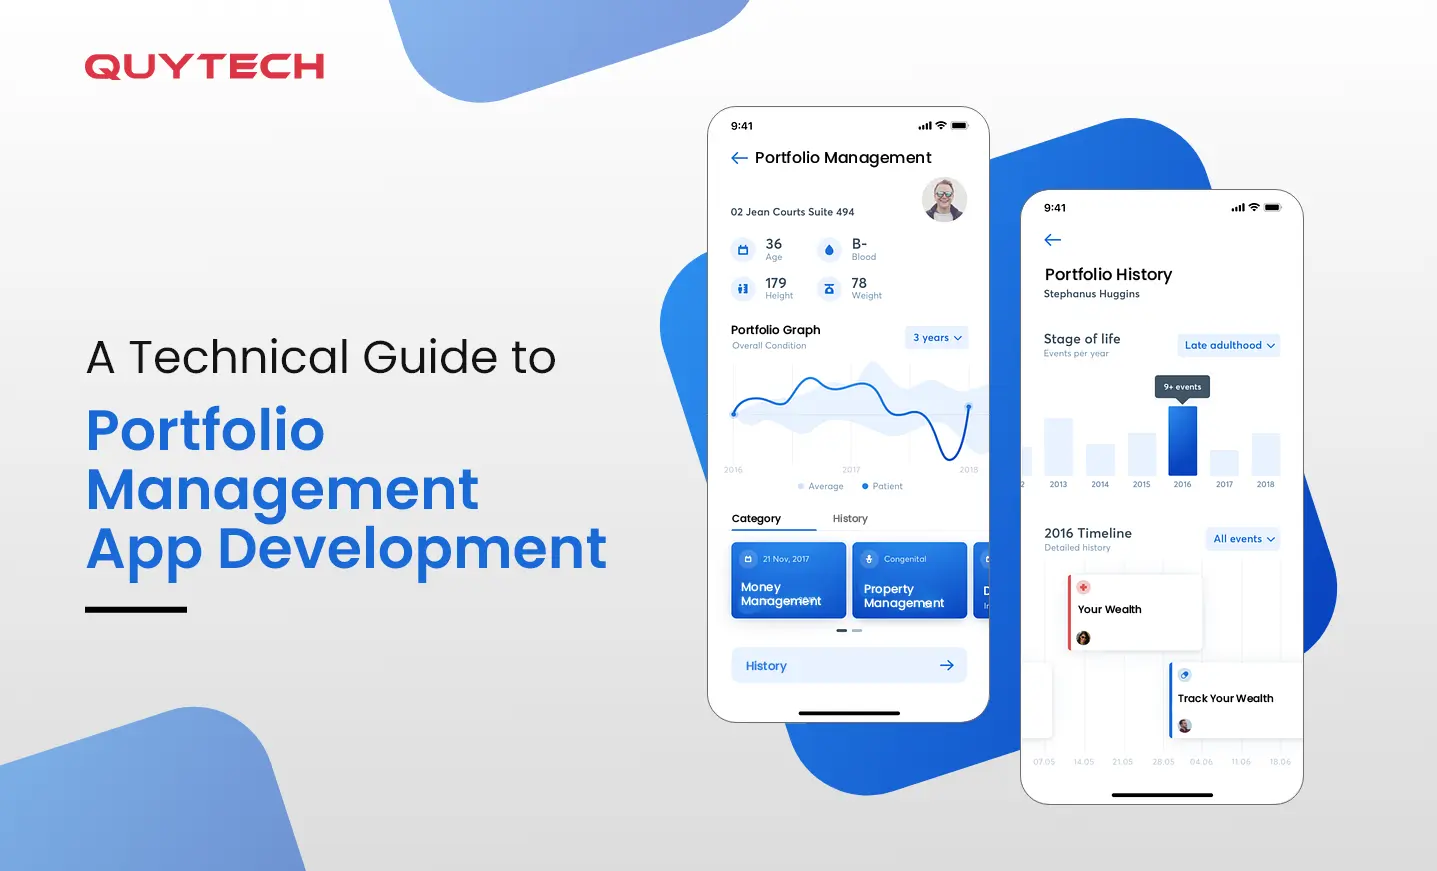 QUYTECH
A Technical Guide to
Portfolio
Management
App Development
9:41
Portfolio Management
02 Jean Courts Suite 494
36
Age
B-
Blood
179
Height
78
Weight
Portfolio Graph
Overall Condition
3 years
2016
2017
2018
Average
Patient
Category
History
21 Nov, 2017
Money
Management
Congenital
Property
Management
D
In
History
9:41
Portfolio History
Stephanus Huggins
Stage of life
Events per year
Late adulthood
9+ events
2
2013
2014
2015
2016
2017
2018
2016 Timeline
Detailed history
All events
Your Wealth
Track Your Wealth
07.05
14.05
21.05
28.05
04.06
11.06
18.06